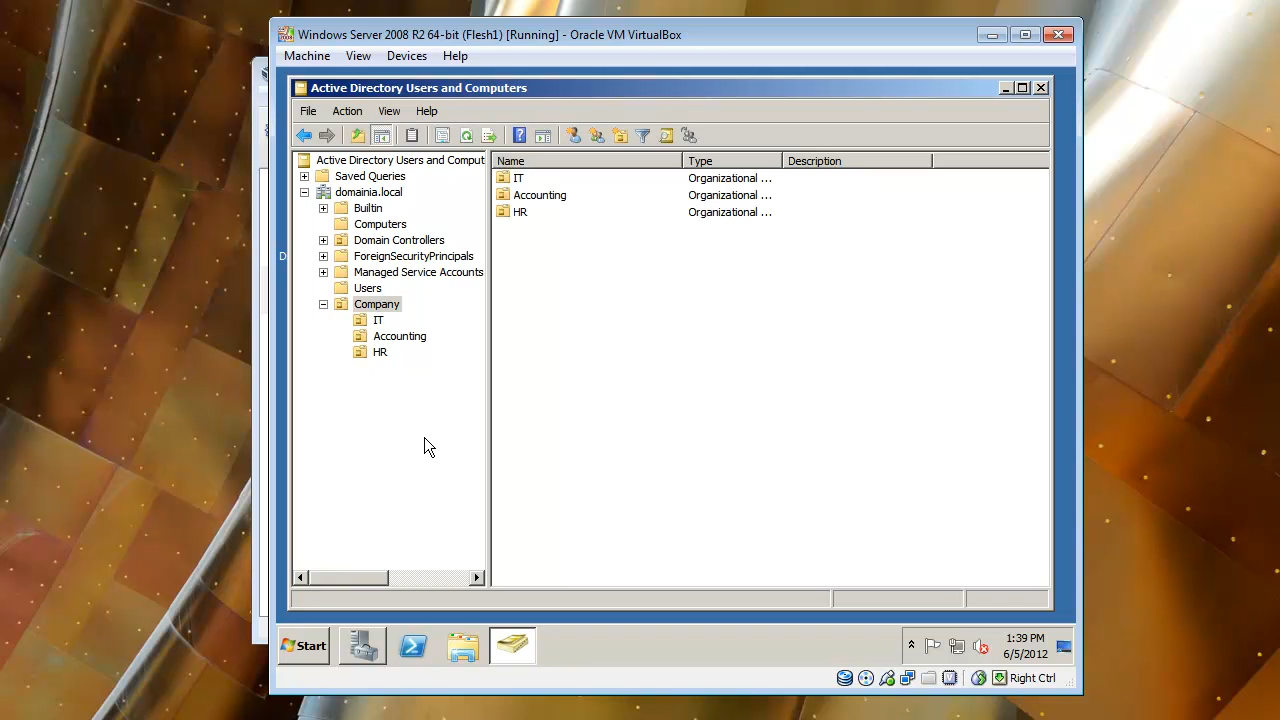 Windows Server 2008 R2 64-bit (Flesh1) [Running] - Oracle VM VirtualBox
Machine View Devices Help
Active Directory Users and Computers
File Action View Help
Active Directory Users and Comput
Saved Queries
domainia.local
Builtin
Computers
Domain Controllers
ForeignSecurityPrincipals
Managed Service Accounts
Users
Company
IT
Accounting
HR
Name Type Description
IT Organizational ...
Accounting Organizational ...
HR Organizational ...
D
Start
1:39 PM
6/5/2012
Right Ctrl